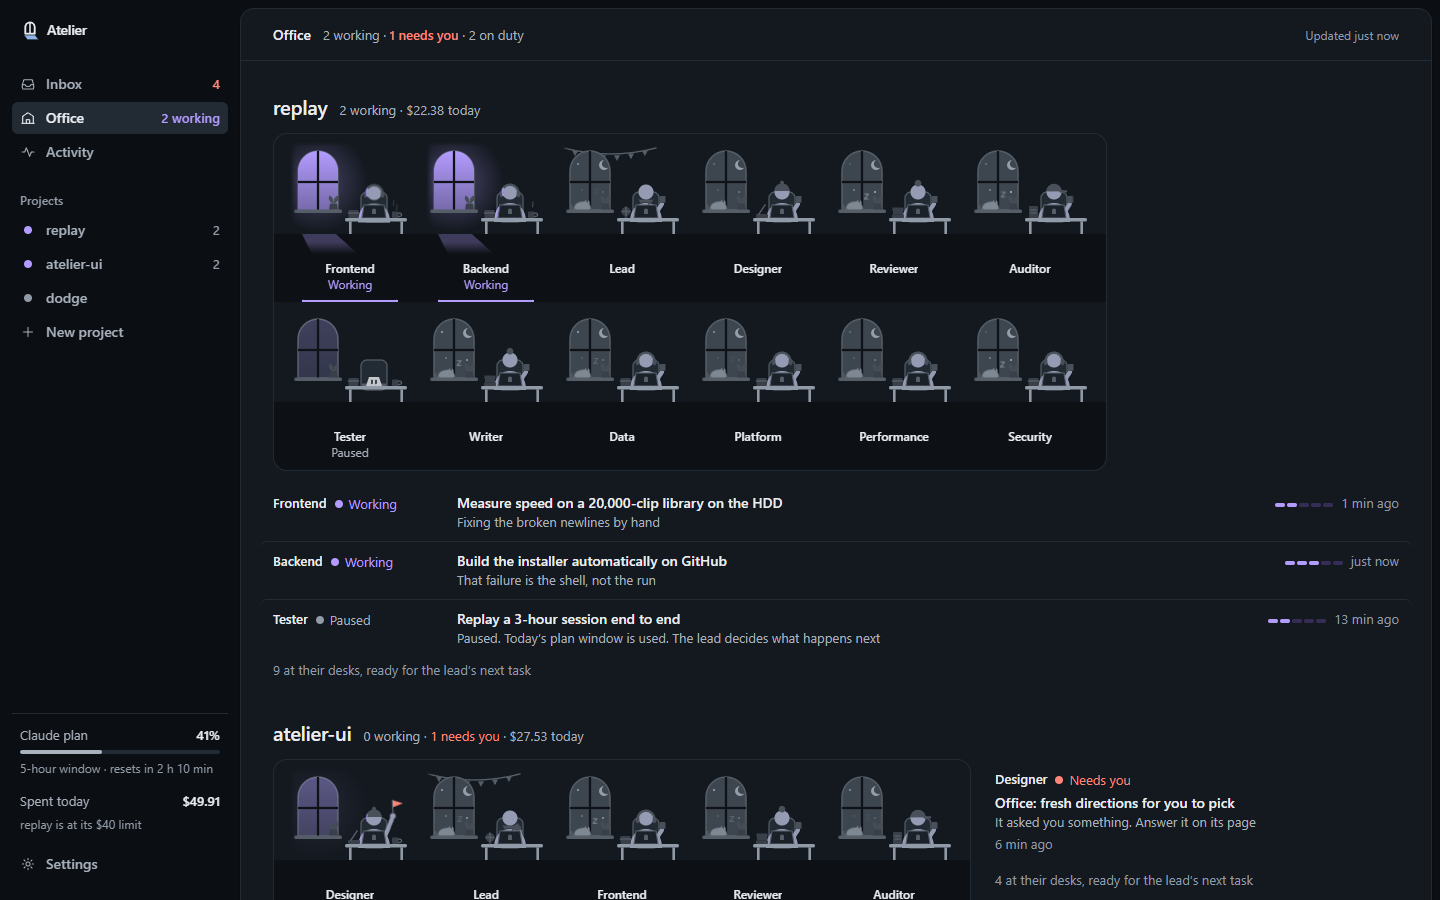 Atelier
Inbox 4
Office 2 working
Activity
Projects
replay 2
atelier-ui 2
dodge
New project
Claude plan 41%
5-hour window · resets in 2 h 10 min
Spent today $49.91
replay is at its $40 limit
Settings
Office 2 working · 1 needs you · 2 on duty
Updated just now
replay 2 working · $22.38 today
Frontend Backend Lead Designer Reviewer Auditor
Working Working
Tester Writer Data Platform Performance Security
Paused
Frontend Working Measure speed on a 20,000-clip library on the HDD 1 min ago
Fixing the broken newlines by hand
Backend Working Build the installer automatically on GitHub just now
That failure is the shell, not the run
Tester Paused Replay a 3-hour session end to end 13 min ago
Paused. Today's plan window is used. The lead decides what happens next
9 at their desks, ready for the lead's next task
atelier-ui 0 working · 1 needs you · $27.53 today
Designer Lead Frontend Reviewer Auditor
Designer Needs you
Office: fresh directions for you to pick
It asked you something. Answer it on its page
6 min ago
4 at their desks, ready for the lead's next task